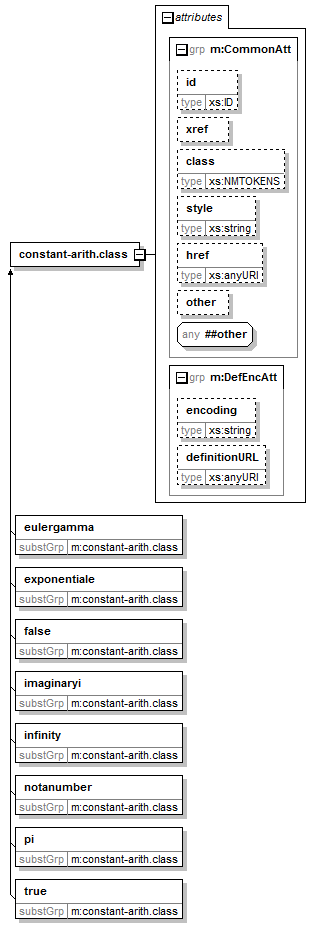 attributes
grp m:CommonAtt
id
type xs:ID
xref
class
type xs:NMTOKENS
style
type xs:string
constant-arith.class
href
type xs:anyURI
other
any ##other
grp m:DefEncAtt
encoding
type xs:string
definitionURL
type xs:anyURI
eulergamma
substGrp m:constant-arith.class
exponentiale
substGrp m:constant-arith.class
false
substGrp m:constant-arith.class
imaginaryi
substGrp m:constant-arith.class
infinity
substGrp m:constant-arith.class
notanumber
substGrp m:constant-arith.class
pi
substGrp m:constant-arith.class
true
substGrp m:constant-arith.class